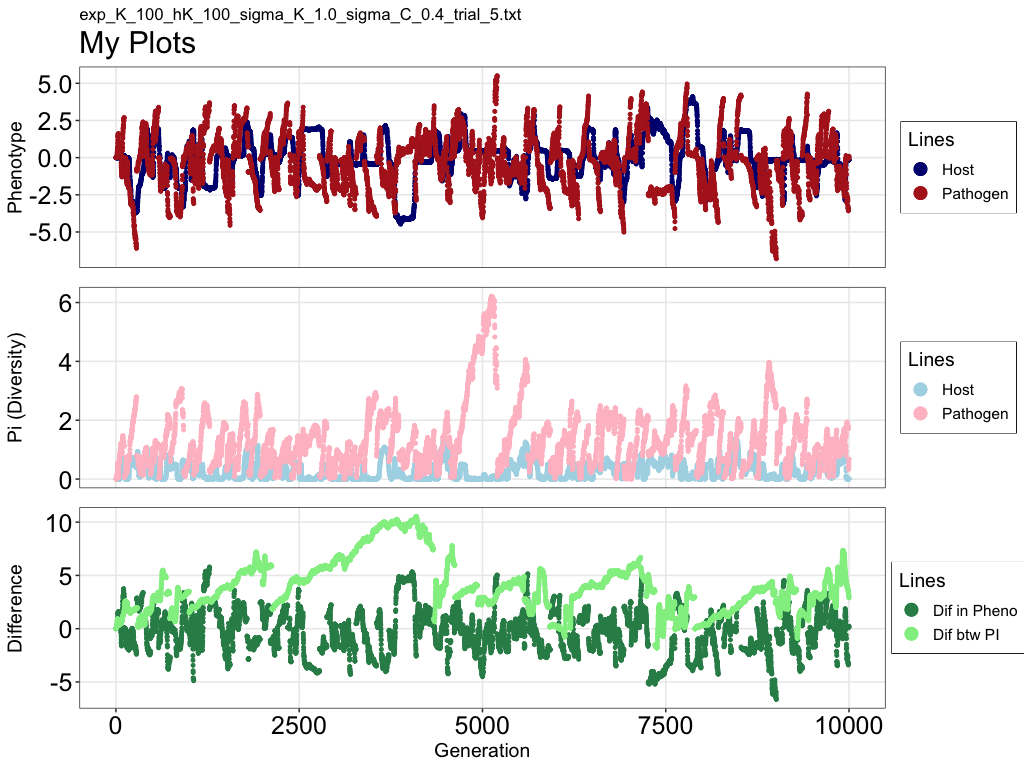 exp_K_100_hK_100_sigma_K_1.0_sigma_C_0.4_trial_5.txt
My Plots
Phenotype
5.0
2.5
0.0
-2.5
-5.0
Lines
Host
Pathogen
Pi (Diversity)
6
4
2
0
Lines
Host
Pathogen
Difference
10
5
0
-5
Lines
Dif in Pheno
Dif btw PI
0
2500
5000
7500
10000
Generation